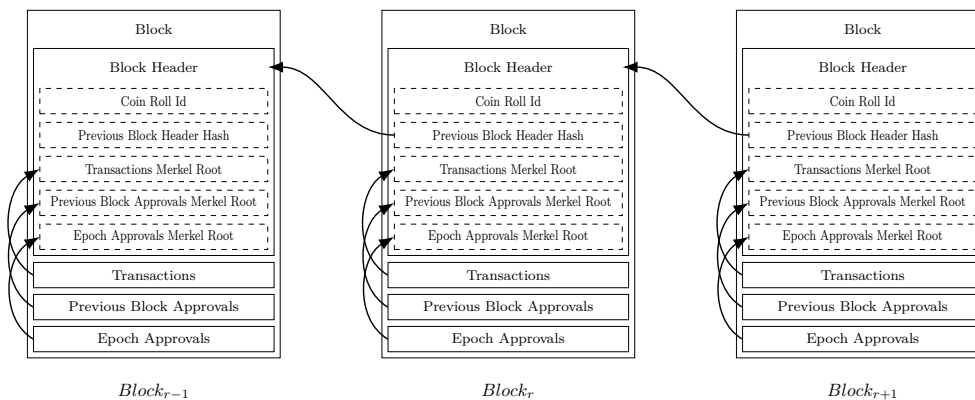 Block
Block Header
Coin Roll Id
Previous Block Header Hash
Transactions Merkel Root
Previous Block Approvals Merkel Root
Epoch Approvals Merkel Root
Transactions
Previous Block Approvals
Epoch Approvals
Block_{r−1}
Block
Block Header
Coin Roll Id
Previous Block Header Hash
Transactions Merkel Root
Previous Block Approvals Merkel Root
Epoch Approvals Merkel Root
Transactions
Previous Block Approvals
Epoch Approvals
Block_r
Block
Block Header
Coin Roll Id
Previous Block Header Hash
Transactions Merkel Root
Previous Block Approvals Merkel Root
Epoch Approvals Merkel Root
Transactions
Previous Block Approvals
Epoch Approvals
Block_{r+1}